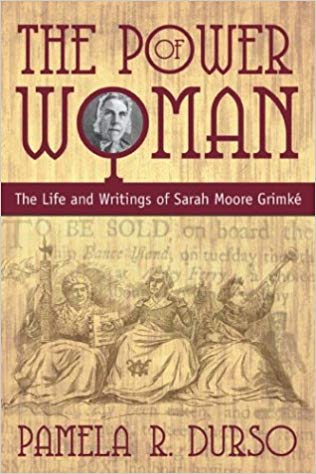 THE POWER
OF
WOMAN
The Life and Writings of Sarah Moore Grimké
TO BE SOLD on board the
Bance Island, on tuesday the
Ferry
PAMELA R. DURSO